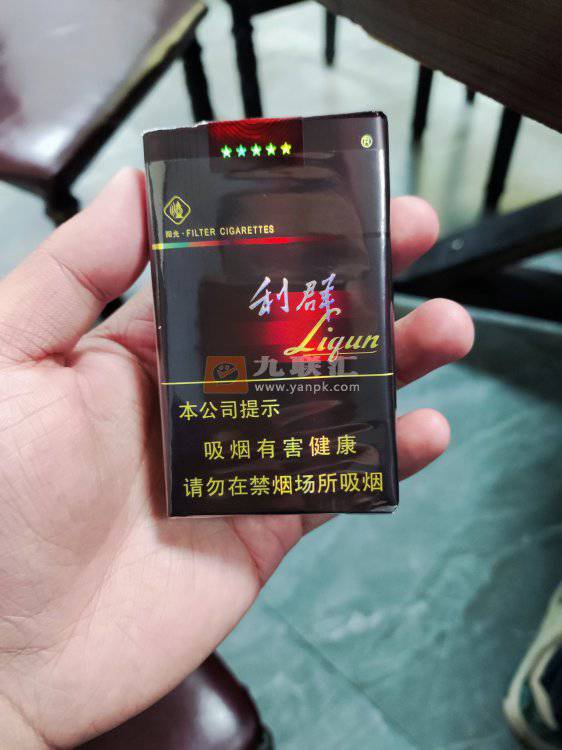 ®
阳光·FILTER CIGARETTES
利群
Liqun
九联汇
www.yanpk.com
本公司提示
吸烟有害健康
请勿在禁烟场所吸烟